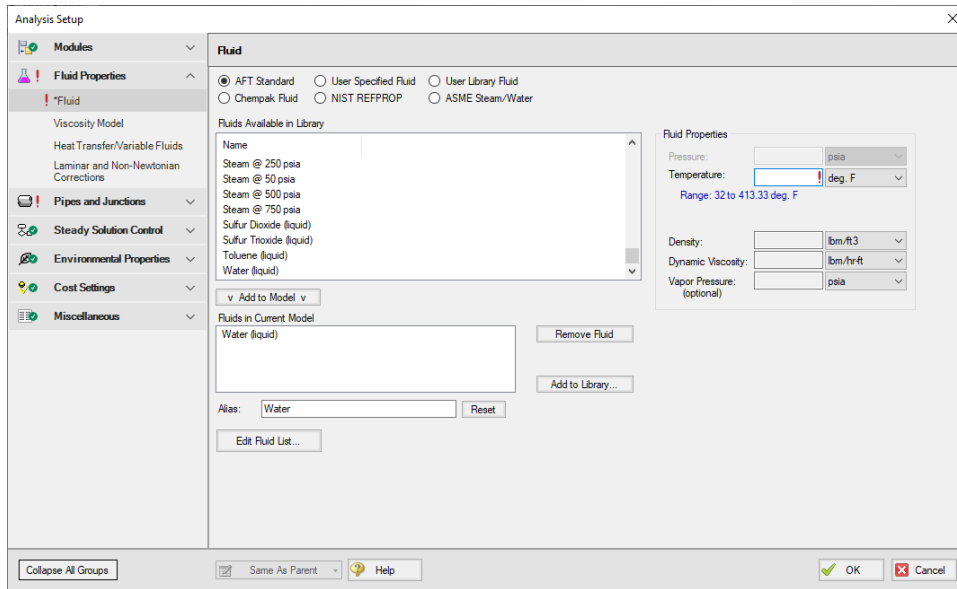 Analysis Setup
Modules
Fluid Properties
*Fluid
Viscosity Model
Heat Transfer/Variable Fluids
Laminar and Non-Newtonian
Corrections
Pipes and Junctions
Steady Solution Control
Environmental Properties
Cost Settings
Miscellaneous
Collapse All Groups
Fluid
AFT Standard
User Specified Fluid
User Library Fluid
Chempak Fluid
NIST REFPROP
ASME Steam/Water
Fluids Available in Library
Name
Steam @ 250 psia
Steam @ 50 psia
Steam @ 500 psia
Steam @ 750 psia
Sulfur Dioxide (liquid)
Sulfur Trioxide (liquid)
Toluene (liquid)
Water (liquid)
v Add to Model v
Fluids in Current Model
Water (liquid)
Remove Fluid
Add to Library...
Alias: Water Reset
Edit Fluid List...
Fluid Properties
Pressure: psia
Temperature: ! deg. F
Range: 32 to 413.33 deg. F
Density: lbm/ft3
Dynamic Viscosity: lbm/hr-ft
Vapor Pressure: psia
(optional)
Same As Parent
Help
OK
Cancel